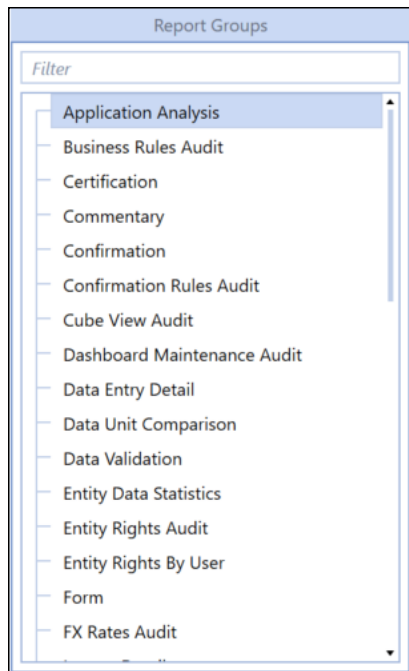 Report Groups
Filter
Application Analysis
Business Rules Audit
Certification
Commentary
Confirmation
Confirmation Rules Audit
Cube View Audit
Dashboard Maintenance Audit
Data Entry Detail
Data Unit Comparison
Data Validation
Entity Data Statistics
Entity Rights Audit
Entity Rights By User
Form
FX Rates Audit